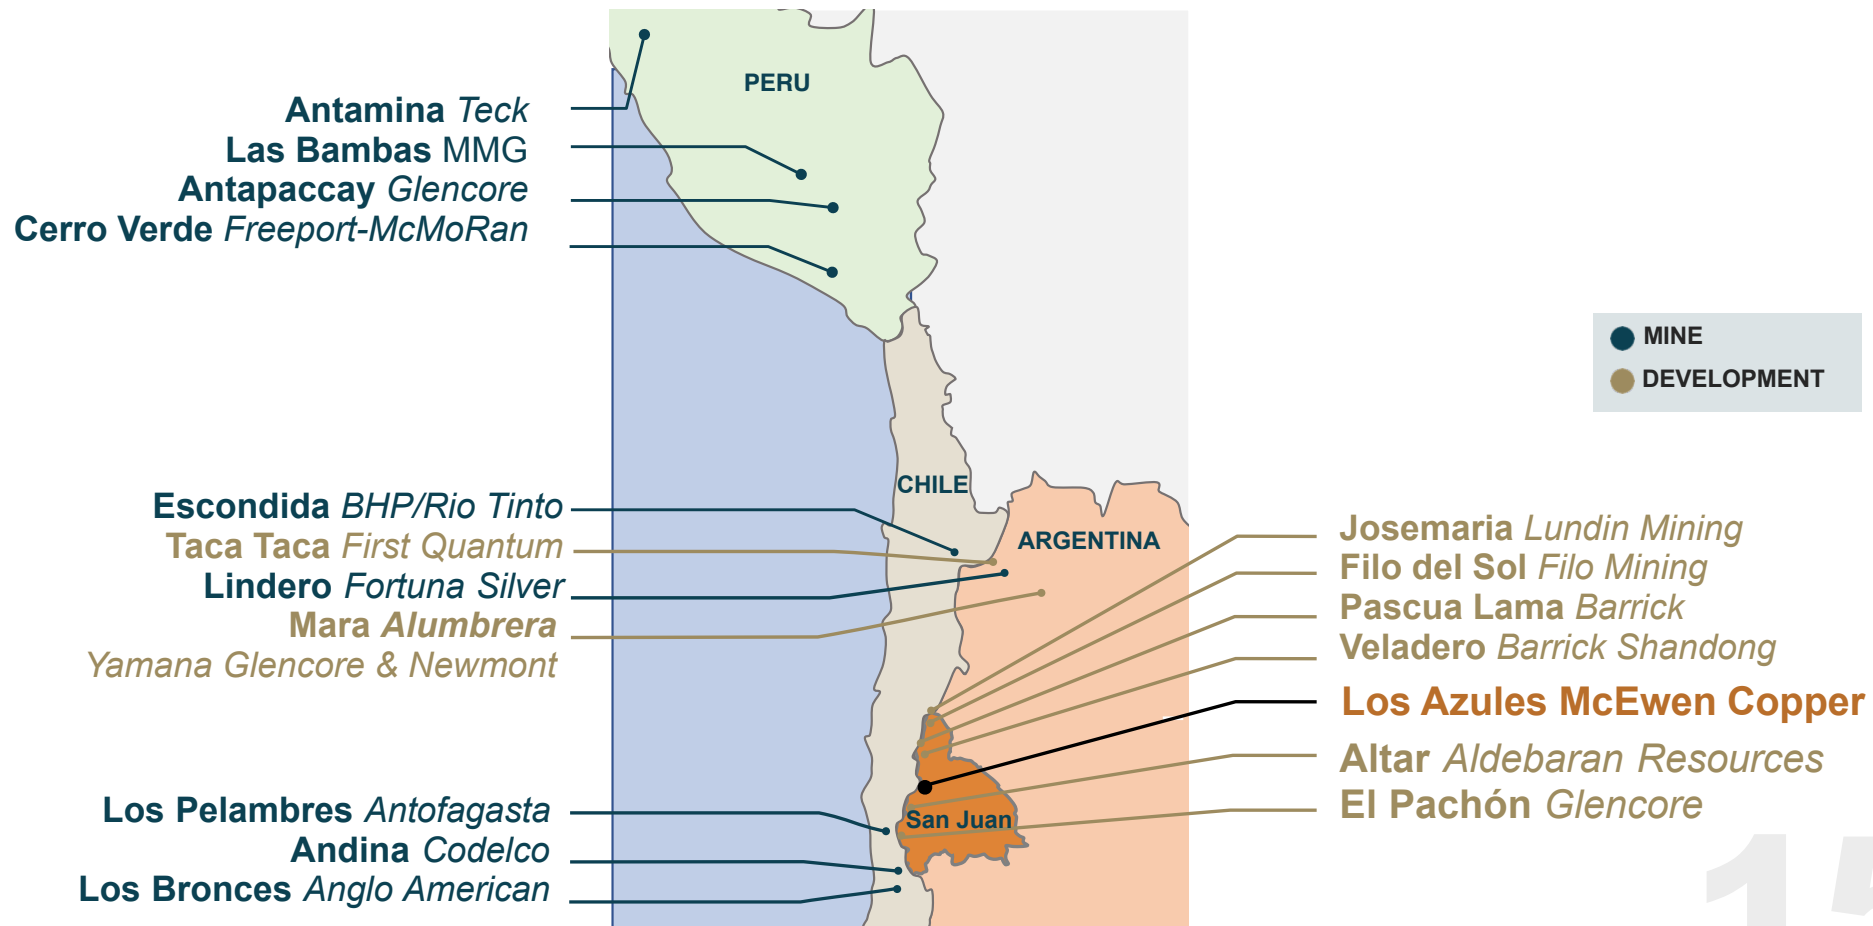 PERU
Antamina Teck
Las Bambas MMG
Antapaccay Glencore
Cerro Verde Freeport-McMoRan
MINE
DEVELOPMENT
CHILE
ARGENTINA
Escondida BHP/Rio Tinto
Taca Taca First Quantum
Lindero Fortuna Silver
Mara Alumbrera
Yamana Glencore & Newmont
Josemaria Lundin Mining
Filo del Sol Filo Mining
Pascua Lama Barrick
Veladero Barrick Shandong
Los Azules McEwen Copper
Altar Aldebaran Resources
El Pachón Glencore
San Juan
Los Pelambres Antofagasta
Andina Codelco
Los Bronces Anglo American